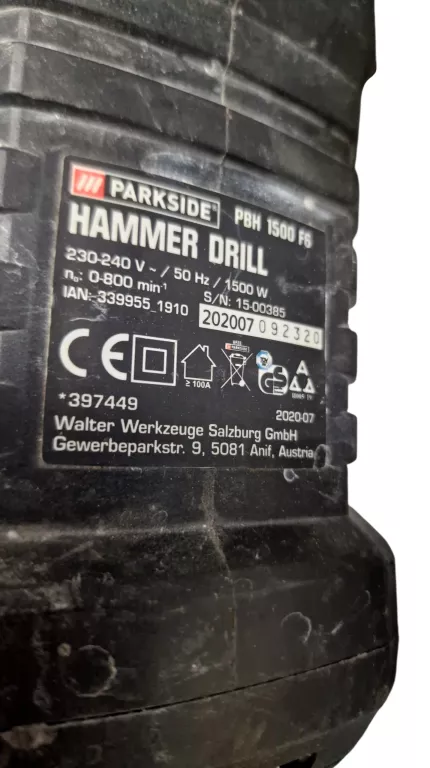 PARKSIDE® PBH 1500 F6
HAMMER DRILL
230-240 V ~ / 50 Hz / 1500 W
n₀: 0-800 min⁻¹ S/N: 15-00385
IAN: 339955_1910 202007 092320
CE ≥ 100A
*397449 2020-07
Walter Werkzeuge Salzburg GmbH
Gewerbeparkstr. 9, 5081 Anif, Austria